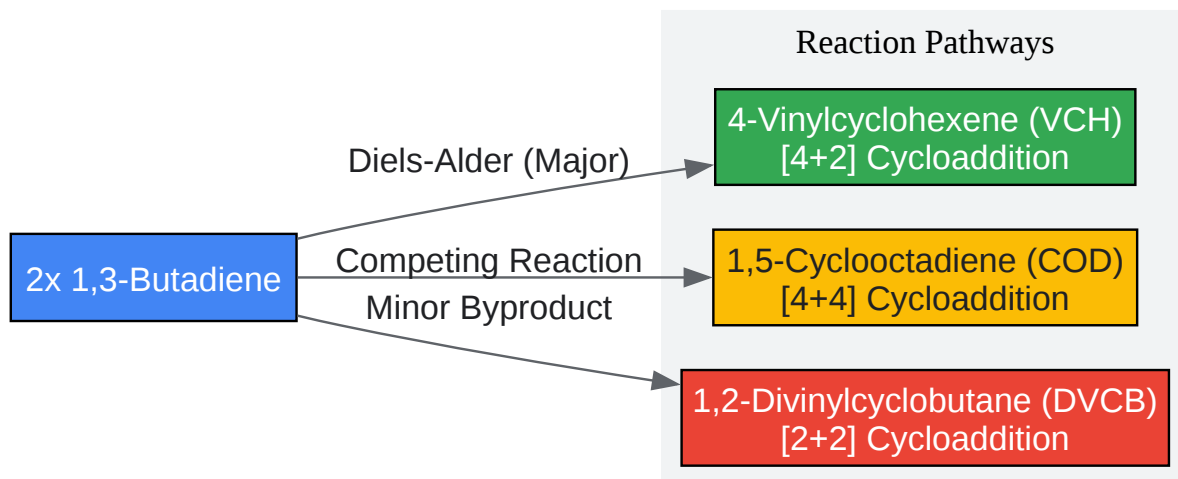 Reaction Pathways
4-Vinylcyclohexene (VCH)
[4+2] Cycloaddition
Diels-Alder (Major)
2x 1,3-Butadiene
Competing Reaction
1,5-Cyclooctadiene (COD)
[4+4] Cycloaddition
Minor Byproduct
1,2-Divinylcyclobutane (DVCB)
[2+2] Cycloaddition